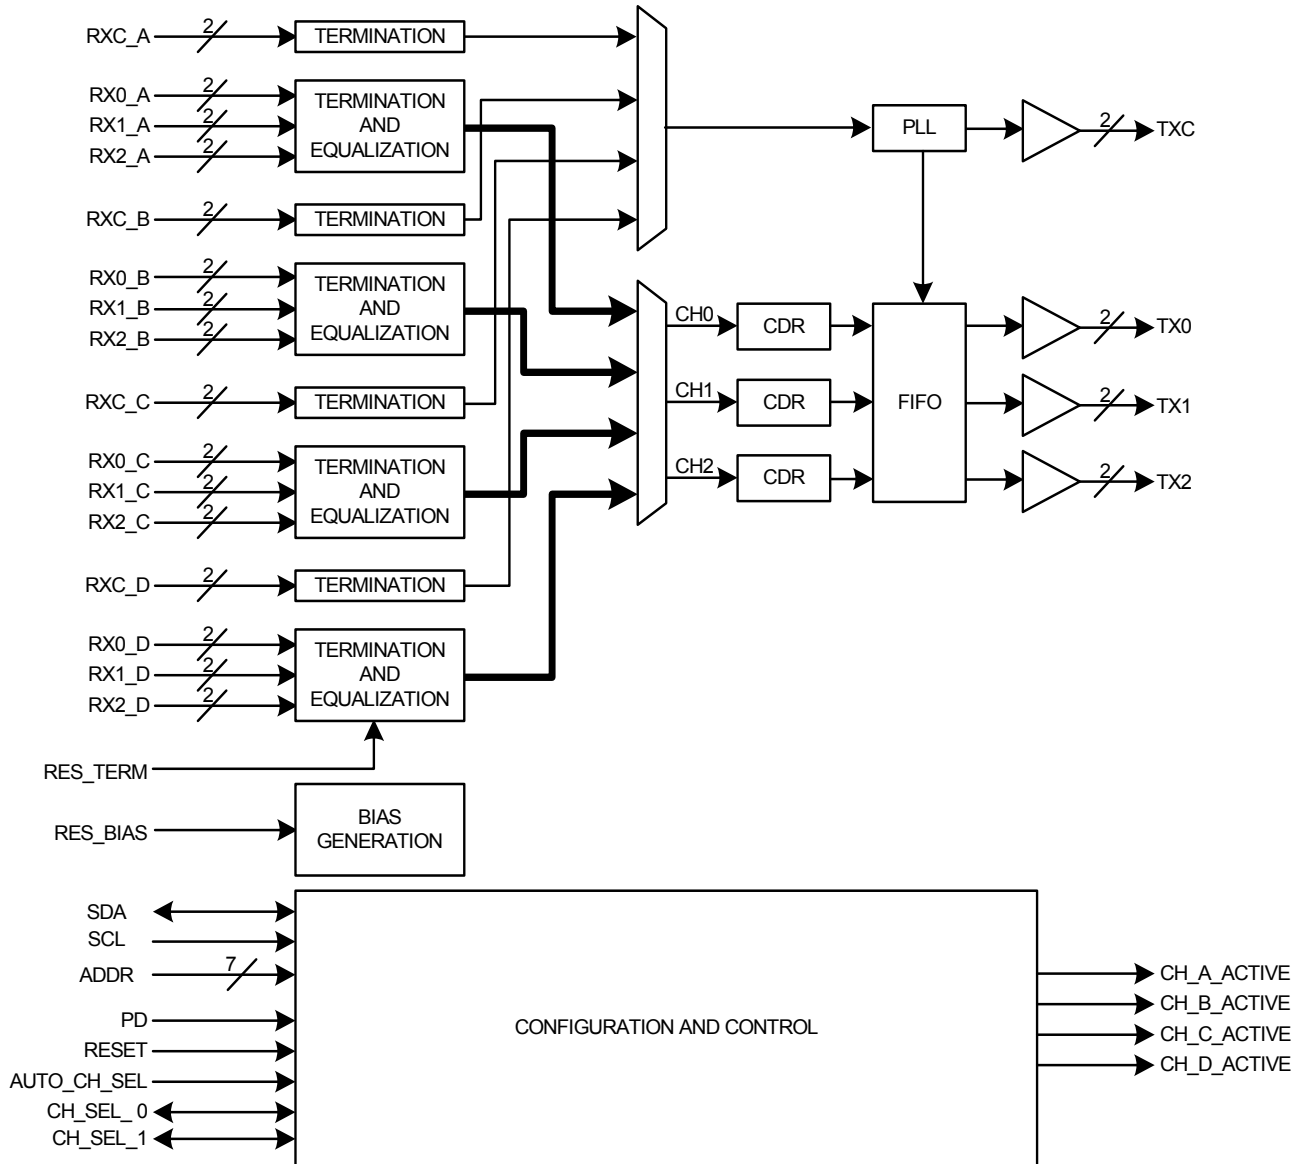 RXC_A 2 TERMINATION
RX0_A 2
RX1_A 2
RX2_A 2
TERMINATION
AND
EQUALIZATION
PLL
2 TXC
RXC_B 2 TERMINATION
RX0_B 2
RX1_B 2
RX2_B 2
TERMINATION
AND
EQUALIZATION
CH0 CDR
2 TX0
RXC_C 2 TERMINATION
CH1 CDR
FIFO
2 TX1
RX0_C 2
RX1_C 2
RX2_C 2
TERMINATION
AND
EQUALIZATION
CH2 CDR
2 TX2
RXC_D 2 TERMINATION
RX0_D 2
RX1_D 2
RX2_D 2
TERMINATION
AND
EQUALIZATION
RES_TERM
RES_BIAS
BIAS
GENERATION
SDA
SCL
ADDR 7
PD
RESET
AUTO_CH_SEL
CH_SEL_ 0
CH_SEL_1
CONFIGURATION AND CONTROL
CH_A_ACTIVE
CH_B_ACTIVE
CH_C_ACTIVE
CH_D_ACTIVE